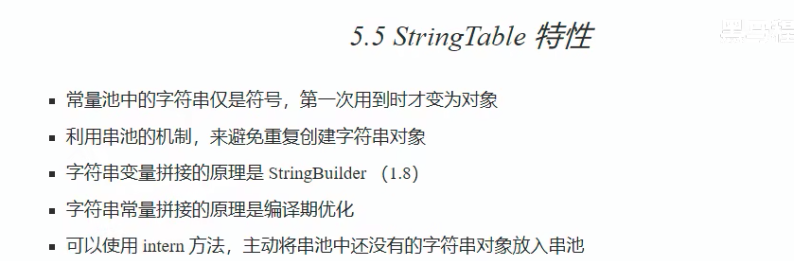 5.5 StringTable 特性
常量池中的字符串仅是符号，第一次用到时才变为对象
利用串池的机制，来避免重复创建字符串对象
字符串变量拼接的原理是 StringBuilder （1.8）
字符串常量拼接的原理是编译期优化
可以使用 intern 方法，主动将串池中还没有的字符串对象放入串池